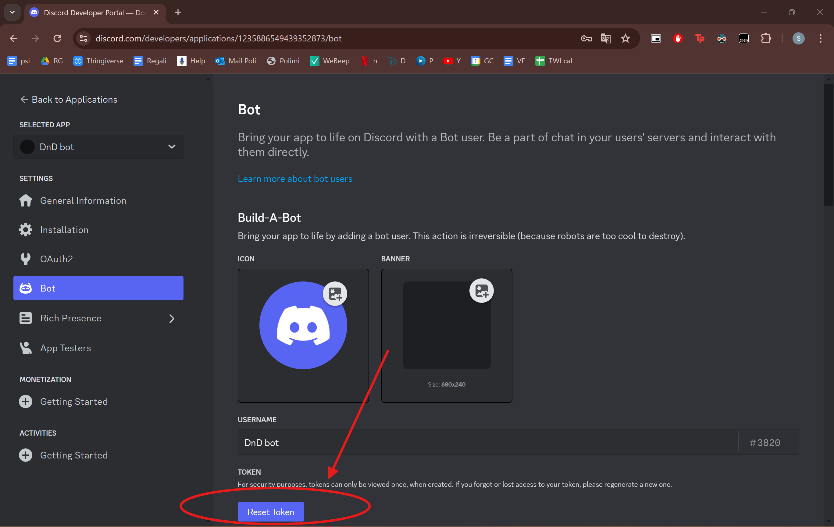 Discord Developer Portal — Do
discord.com/developers/applications/1235886549439352873/bot
S
psi
RG
Thingiverse
Regali
Help
Mail Poli
Polimi
WeBeep
n
D
P
Y
GC
VF
TWI cal
Back to Applications
SELECTED APP
DnD bot
SETTINGS
General Information
Installation
OAuth2
Bot
Rich Presence
App Testers
MONETIZATION
Getting Started
ACTIVITIES
Getting Started
Bot
Bring your app to life on Discord with a Bot user. Be a part of chat in your users' servers and interact with
them directly.
Learn more about bot users
Build-A-Bot
Bring your app to life by adding a bot user. This action is irreversible (because robots are too cool to destroy).
ICON
BANNER
Size: 680x240
USERNAME
DnD bot
#3820
TOKEN
For security purposes, tokens can only be viewed once, when created. If you forgot or lost access to your token, please regenerate a new one.
Reset Token